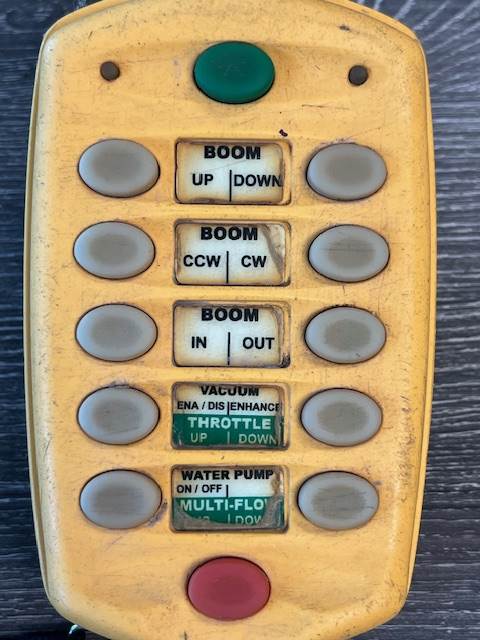 BOOM
UP DOWN
BOOM
CCW CW
BOOM
IN OUT
VACUUM
ENA / DIS ENHANCE
THROTTLE
UP DOWN
WATER PUMP
ON / OFF
MULTI-FLOW